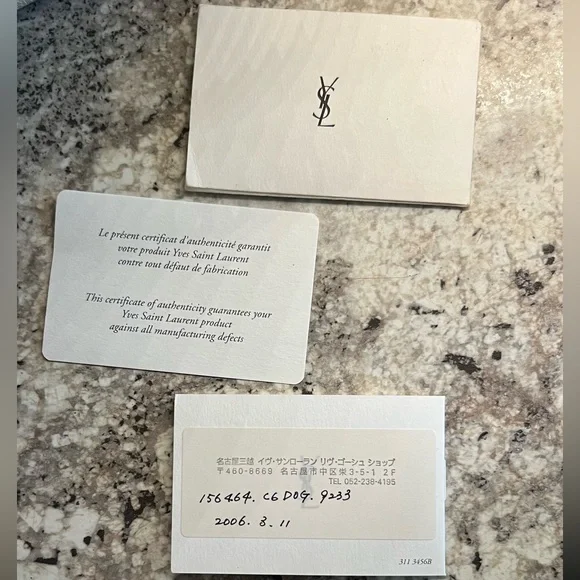 YSL
Le présent certificat d'authenticité garantit
votre produit Yves Saint Laurent
contre tout défaut de fabrication
This certificate of authenticity guarantees your
Yves Saint Laurent product
against all manufacturing defects
名古屋三越 イヴ・サンローラン リヴ・ゴーシュ ショップ
〒460-8669 名古屋市中区栄3-5-1 2F
TEL 052-238-4195
156464. C6D0G. 9233
2006. 3. 11
311 3456B